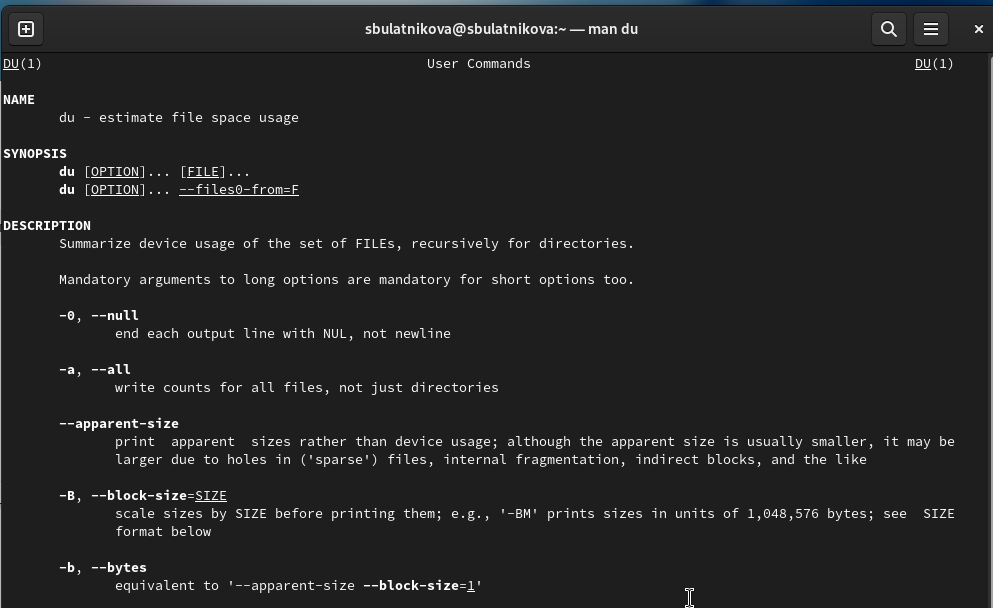 sbulatnikova@sbulatnikova:~ — man du
DU(1) User Commands DU(1)
NAME
du - estimate file space usage
SYNOPSIS
du [OPTION]... [FILE]...
du [OPTION]... --files0-from=F
DESCRIPTION
Summarize device usage of the set of FILEs, recursively for directories.
Mandatory arguments to long options are mandatory for short options too.
-0, --null
end each output line with NUL, not newline
-a, --all
write counts for all files, not just directories
--apparent-size
print apparent sizes rather than device usage; although the apparent size is usually smaller, it may be
larger due to holes in ('sparse') files, internal fragmentation, indirect blocks, and the like
-B, --block-size=SIZE
scale sizes by SIZE before printing them; e.g., '-BM' prints sizes in units of 1,048,576 bytes; see SIZE
format below
-b, --bytes
equivalent to '--apparent-size --block-size=1'